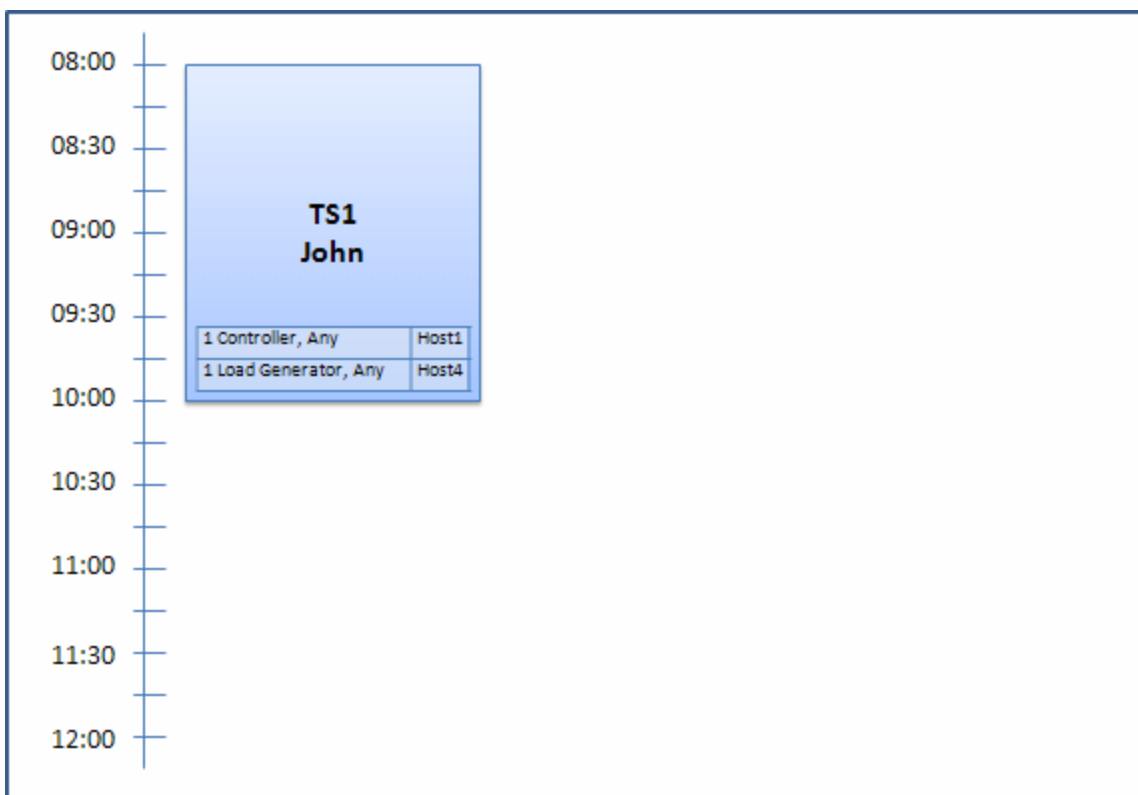 08:00
08:30
09:00
09:30
10:00
10:30
11:00
11:30
12:00
TS1
John
1 Controller, Any Host1
1 Load Generator, Any Host4